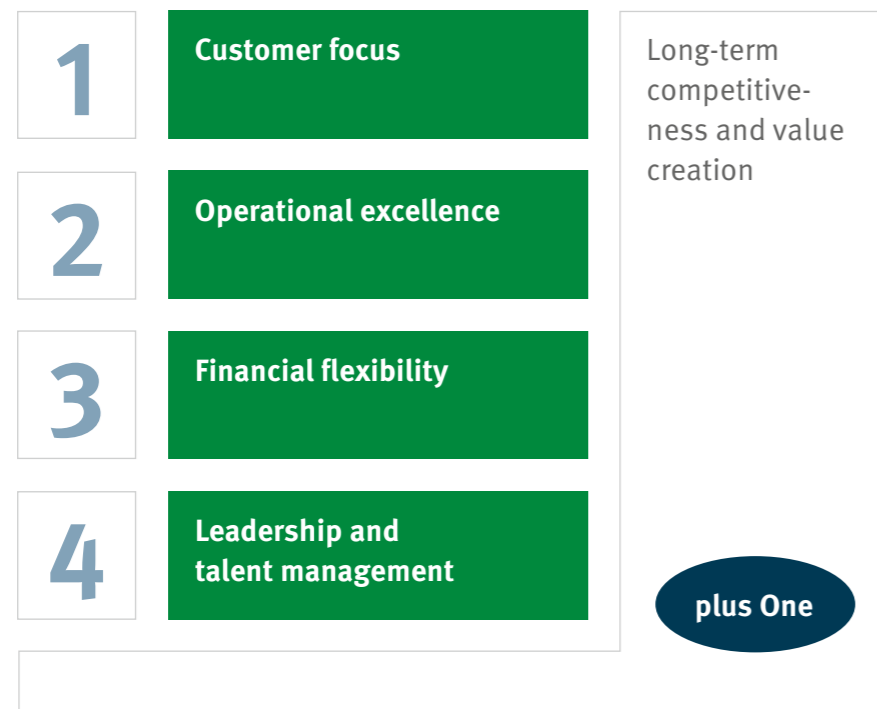 1
Customer focus
2
Operational excellence
3
Financial flexibility
4
Leadership and
talent management
Long-term
competitive-
ness and value
creation
plus One